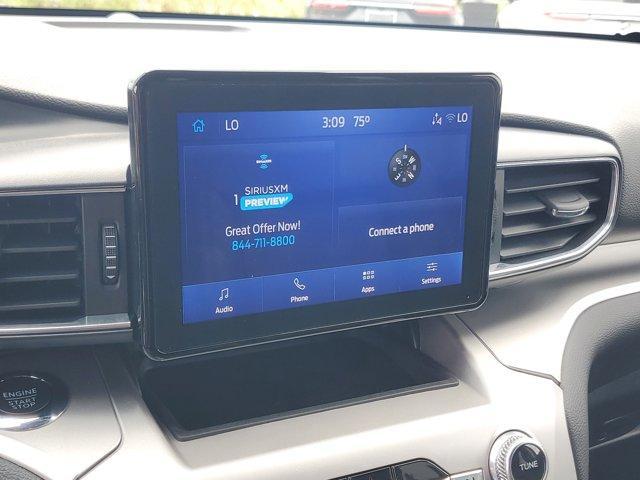 LO 3:09 75° LO
SIRIUSXM
1 SIRIUSXM
PREVIEW
Great Offer Now!
844-711-8800
S W N
Connect a phone
Audio Phone Apps Settings
ENGINE
START
STOP
TUNE